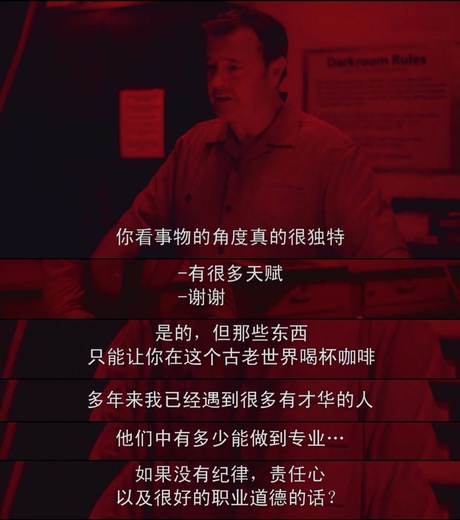 Darkroom Rules
你看事物的角度真的很独特
-有很多天赋
-谢谢
是的，但那些东西
只能让你在这个古老世界喝杯咖啡
多年来我已经遇到很多有才华的人
他们中有多少能做到专业…
如果没有纪律，责任心
以及很好的职业道德的话？